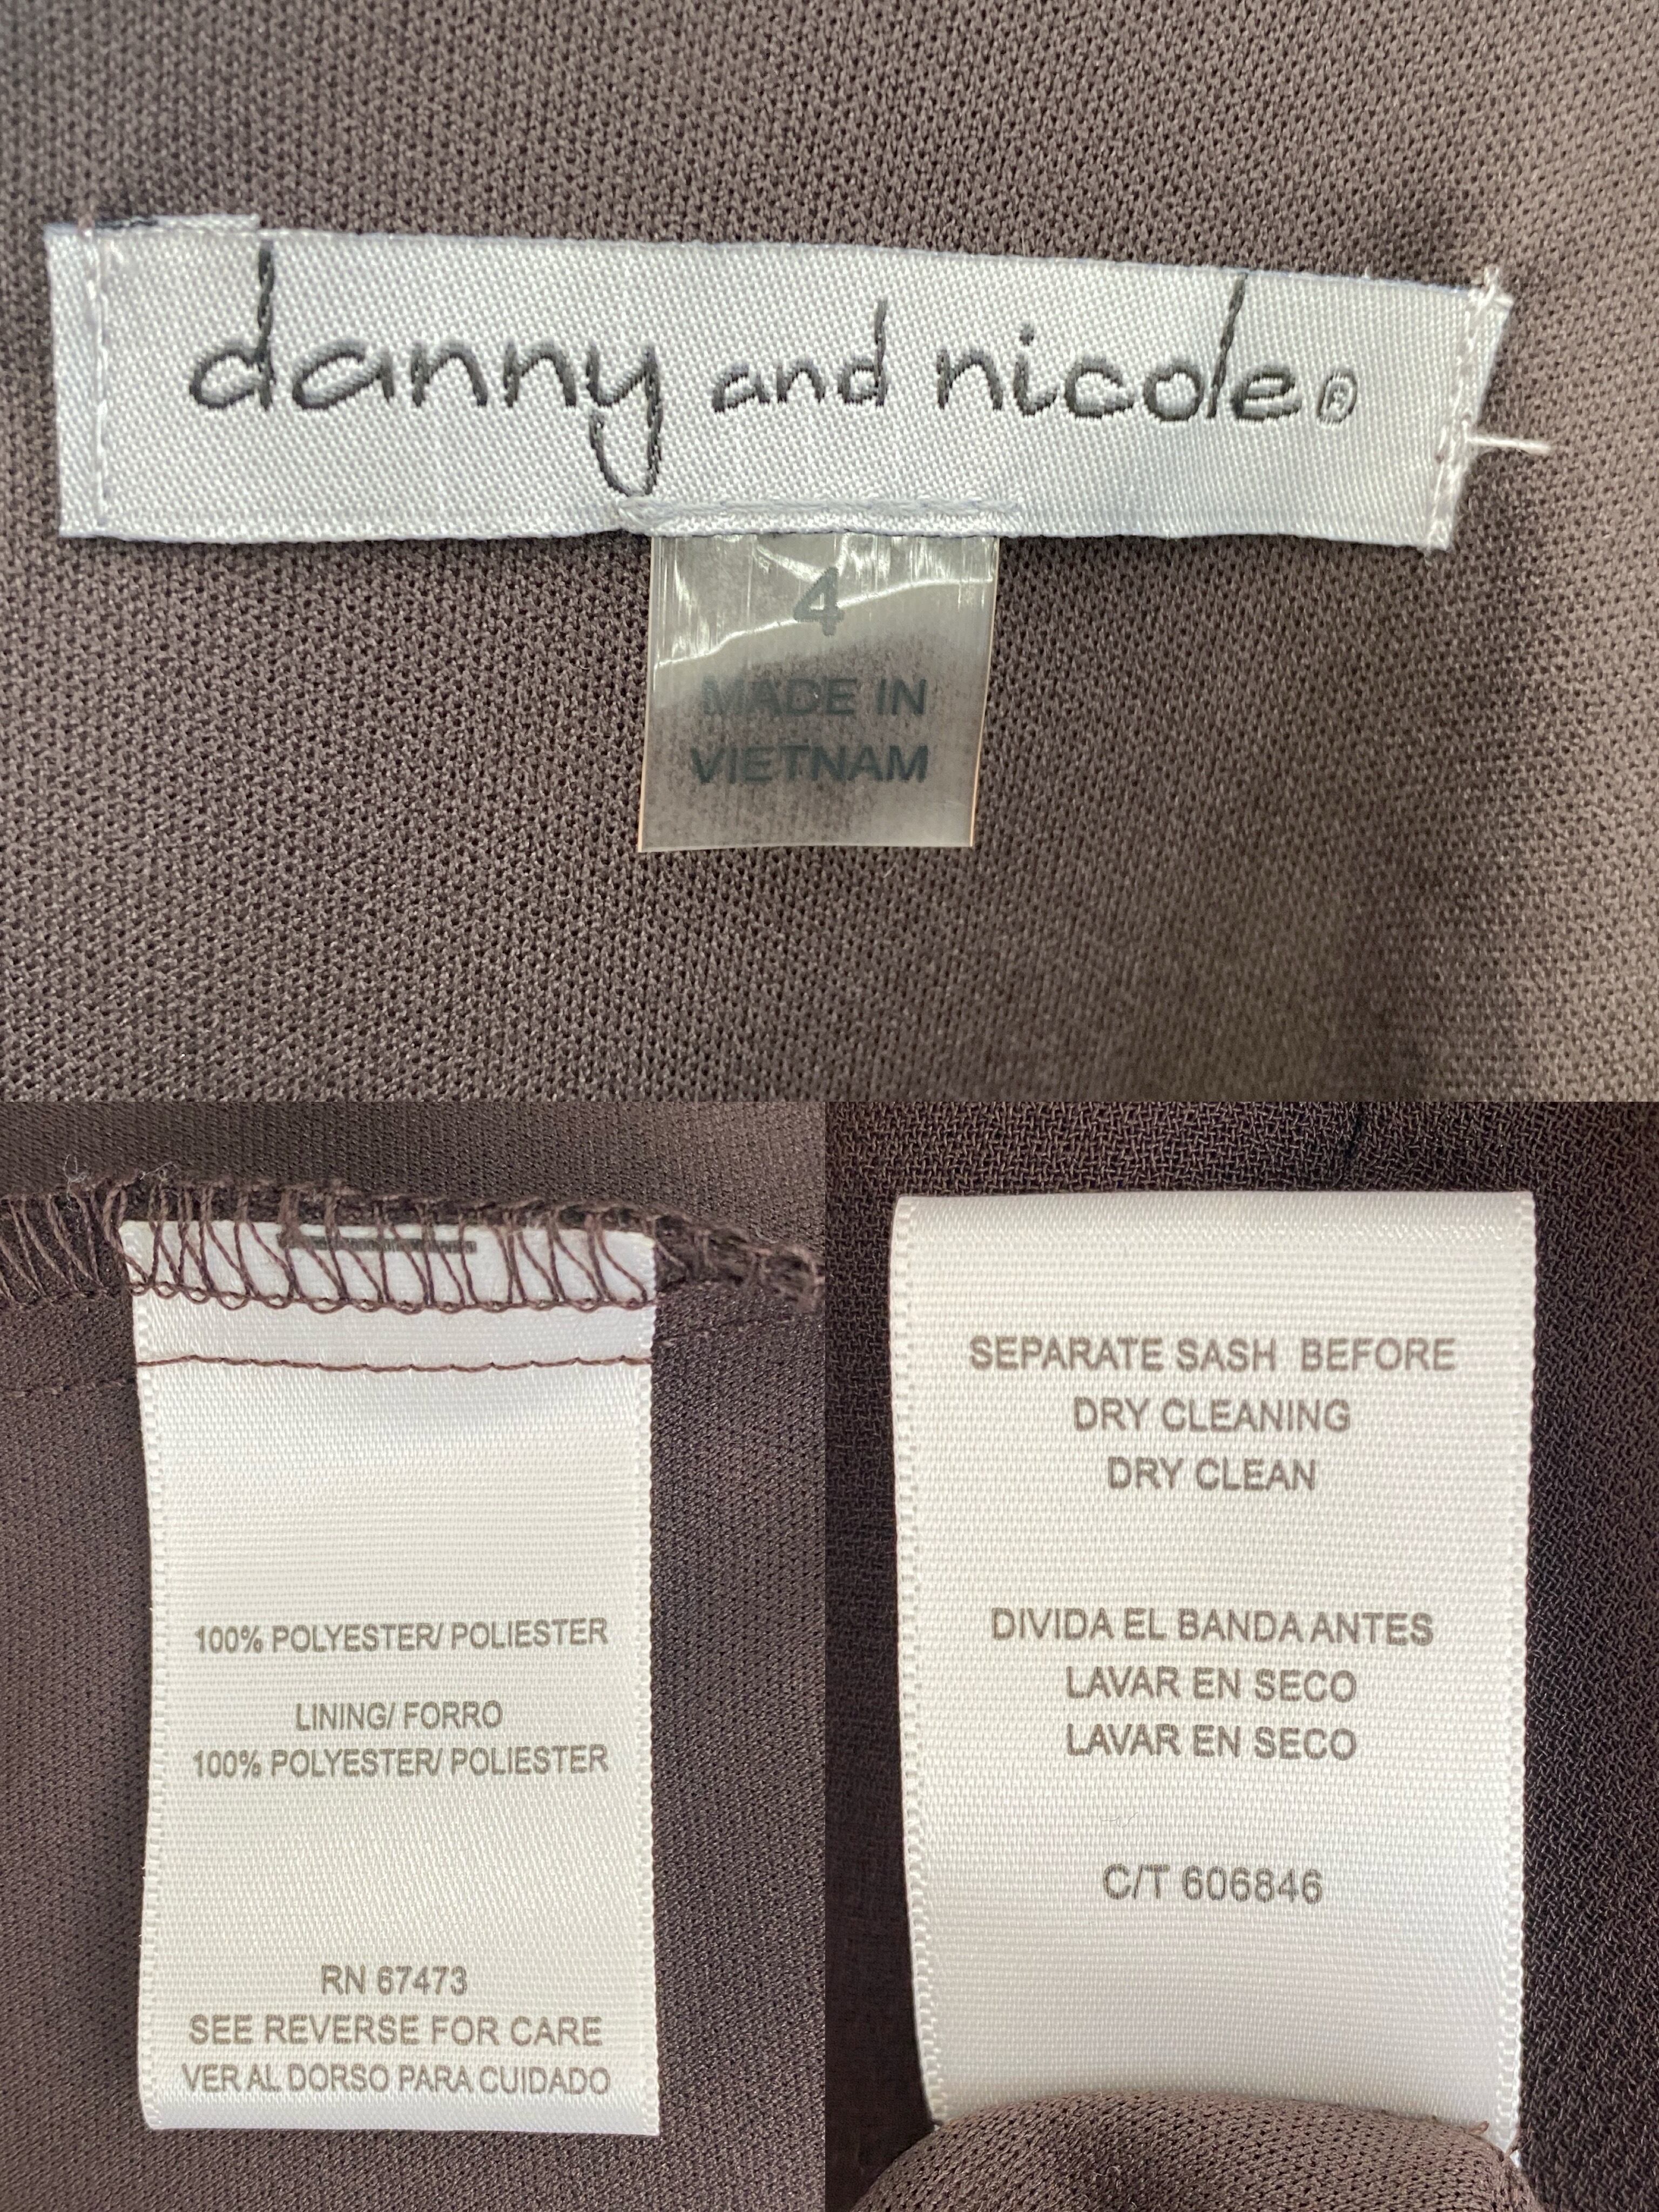 danny and nicole®
4
MADE IN
VIETNAM
100% POLYESTER/ POLIESTER
LINING/ FORRO
100% POLYESTER/ POLIESTER
RN 67473
SEE REVERSE FOR CARE
VER AL DORSO PARA CUIDADO
SEPARATE SASH BEFORE
DRY CLEANING
DRY CLEAN
DIVIDA EL BANDA ANTES
LAVAR EN SECO
LAVAR EN SECO
C/T 606846